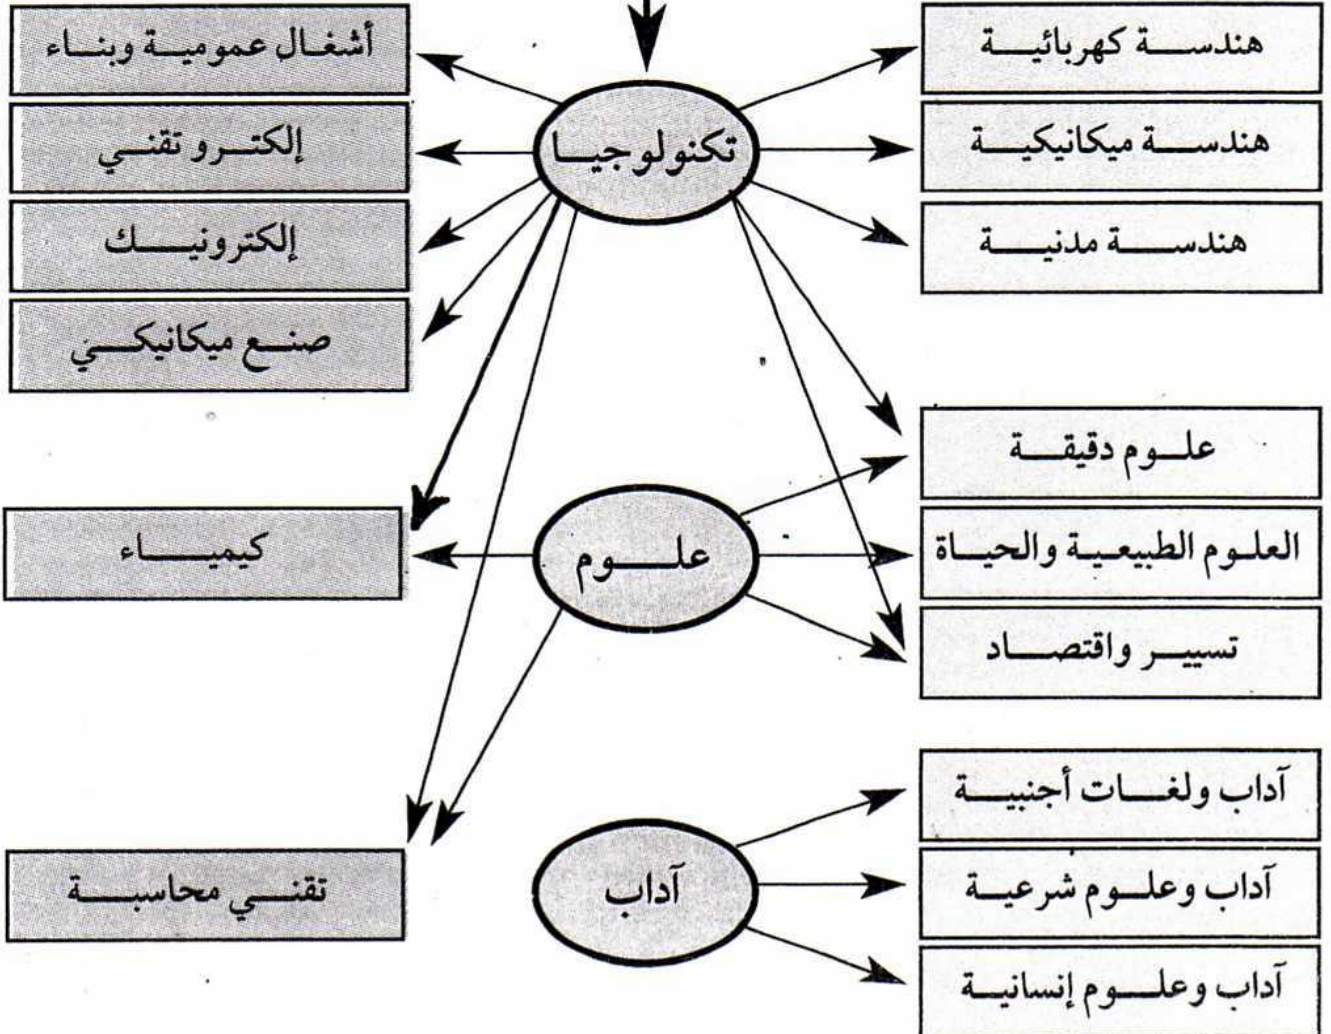 هندسة كهربائية
هندسة ميكانيكية
هندسة مدنية
تكنولوجيا
أشغال عمومية وبناء
إلكترو تقني
إلكترونيك
صنع ميكانيكي
علوم دقيقة
العلوم الطبيعية والحياة
تسيير واقتصاد
علوم
كيمياء
آداب ولغات أجنبية
آداب وعلوم شرعية
آداب وعلوم إنسانية
آداب
تقني محاسبة